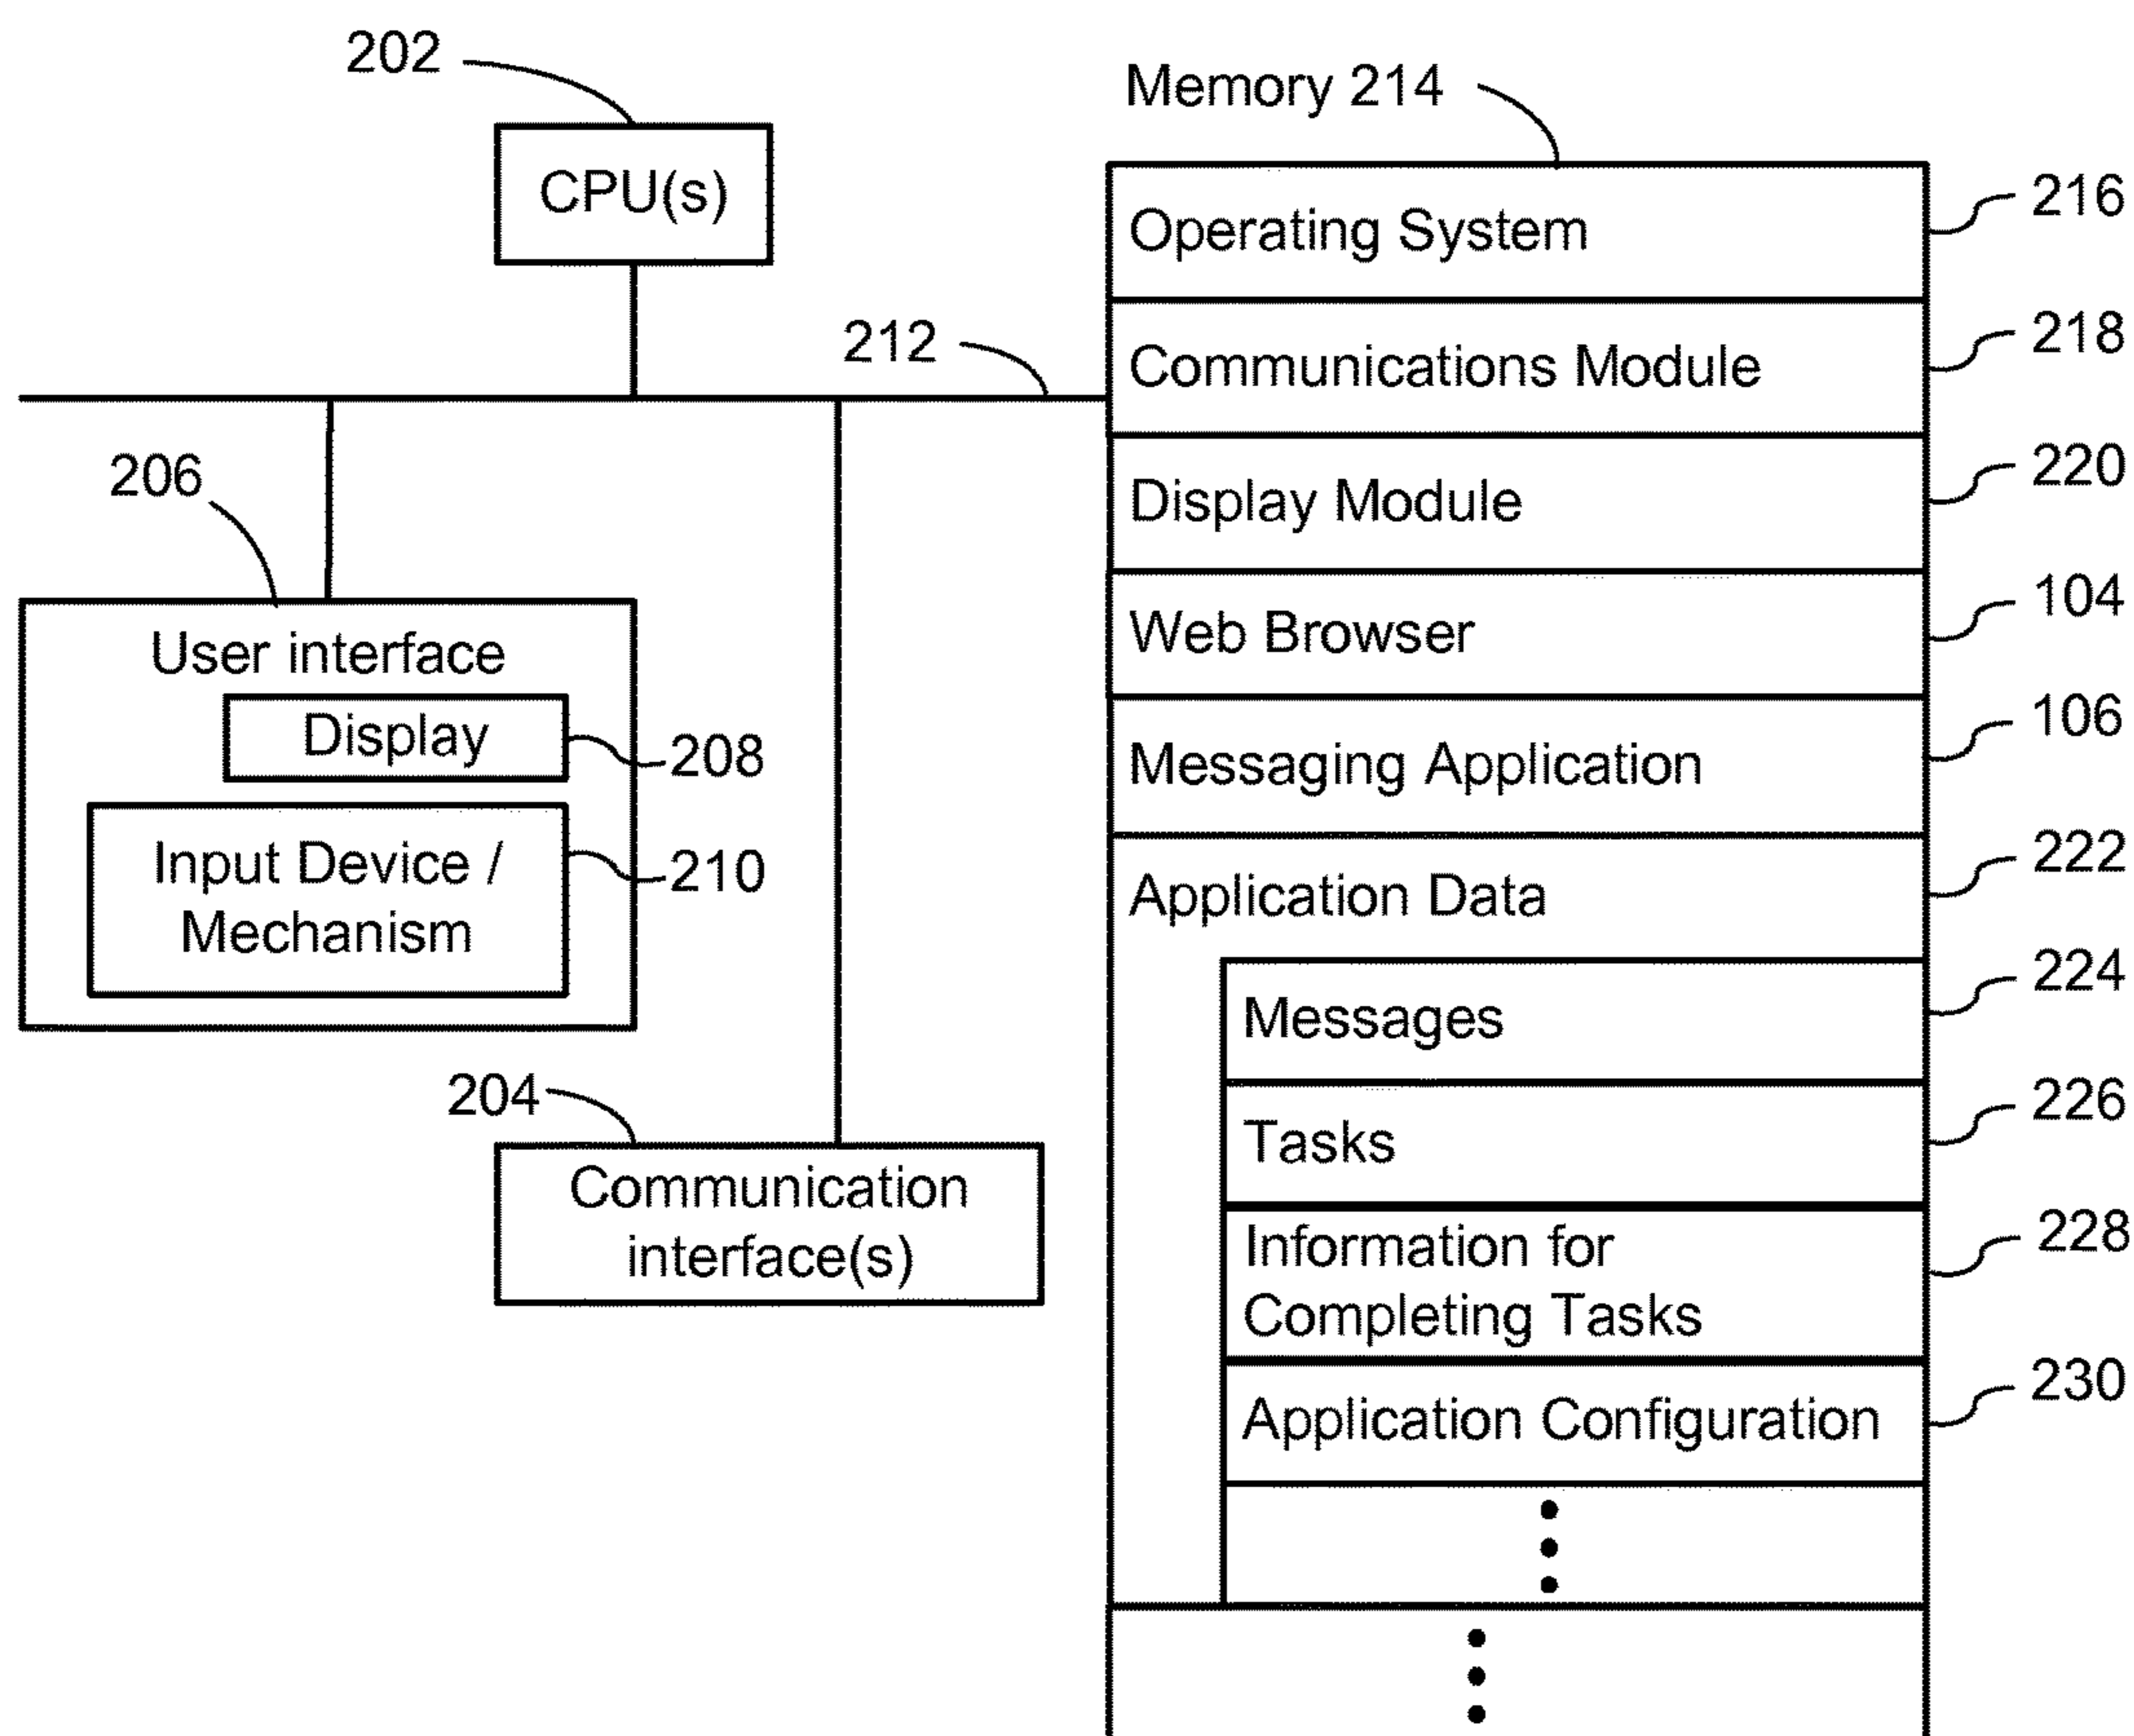 202
CPU(s)
212
206
User interface
Display
208
Input Device /
Mechanism
210
204
Communication
interface(s)
Memory 214
Operating System
216
Communications Module
218
Display Module
220
Web Browser
104
Messaging Application
106
Application Data
222
Messages
224
Tasks
226
Information for
Completing Tasks
228
Application Configuration
230